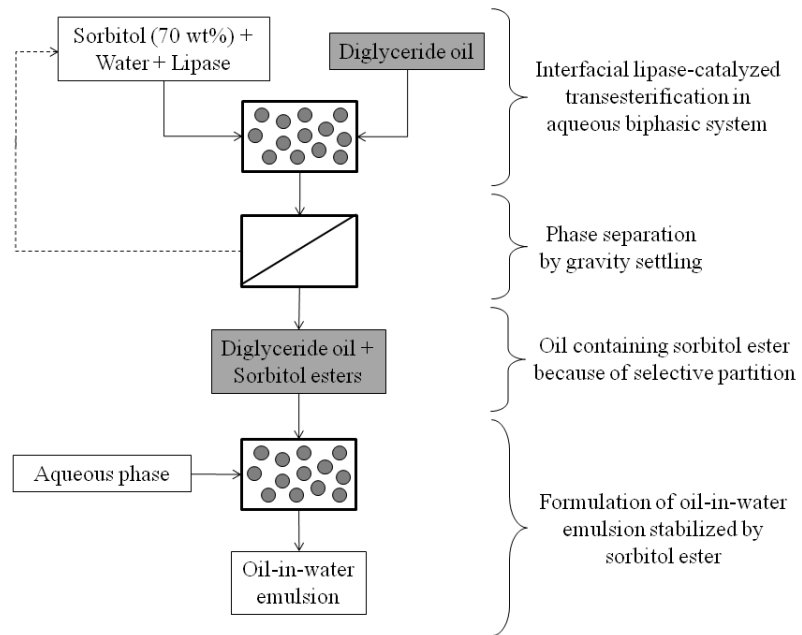 Sorbitol (70 wt%) +
Water + Lipase
Diglyceride oil
Interfacial lipase-catalyzed
transesterification in
aqueous biphasic system
Phase separation
by gravity settling
Diglyceride oil +
Sorbitol esters
Oil containing sorbitol ester
because of selective partition
Aqueous phase
Formulation of oil-in-water
emulsion stabilized by
sorbitol ester
Oil-in-water
emulsion